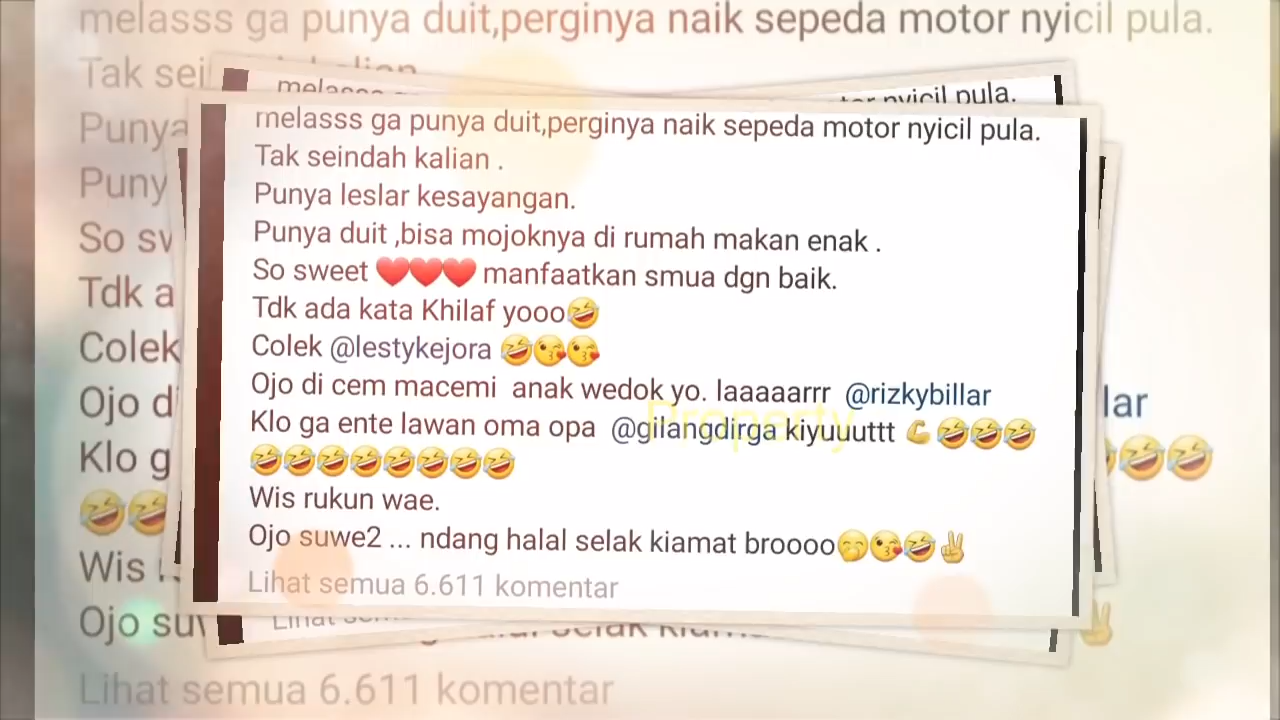 melasss ga punya duit,perginya naik sepeda motor nyicil pula.
Tak seindah kalian .
Punya leslar kesayangan.
Punya duit ,bisa mojoknya di rumah makan enak .
So sweet ❤️❤️❤️ manfaatkan smua dgn baik.
Tdk ada kata Khilaf yooo🤣
Colek @lestykejora 🤣😘😘
Ojo di cem macemi anak wedok yo. laaaaarrr @rizkybillar
Klo ga ente lawan oma opa @gilangdirga kiyuuuttt 💪🤣🤣🤣
🤣🤣🤣🤣🤣🤣🤣🤣
Wis rukun wae.
Ojo suwe2 ... ndang halal selak kiamat broooo🤭😘🤣✌️
Lihat semua 6.611 komentar
Property